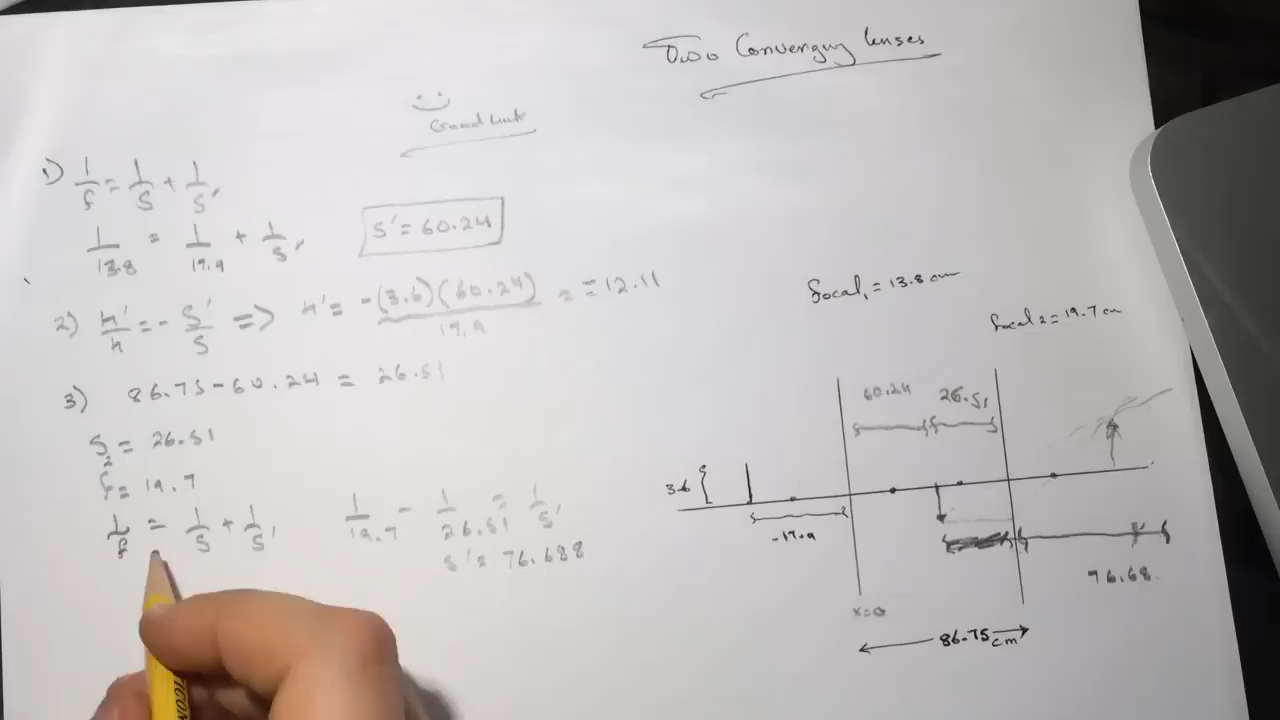 Two Converging lenses
Good luck
1) 1/f = 1/S + 1/S'
1/13.8 = 1/17.9 + 1/S'
S' = 60.24
2) h'/h = - S'/S => h' = -(3.6)(60.24)/17.9 = = 12.11
3) 86.75 - 60.24 = 26.51
S₂ = 26.51
f = 19.7
1/f = 1/S + 1/S'
1/19.7 - 1/26.51 = 1/S'
S' = 76.688
focal₁ = 13.8 cm
focal₂ = 19.7 cm
60.24
26.51
3.6
-17.9
76.68
x=0
86.75 cm